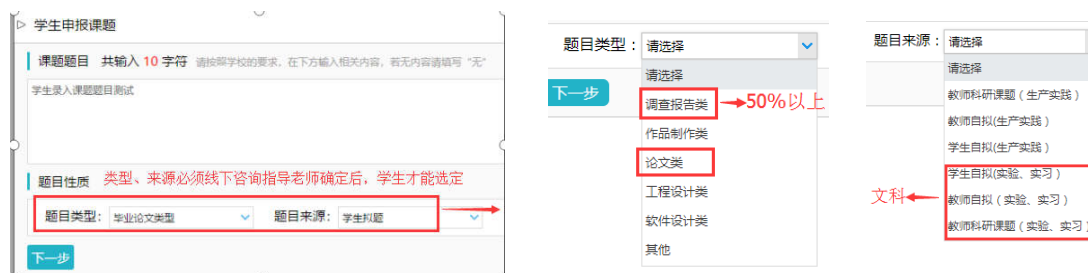 学生申报课题
课题题目 共输入 10 字符 请按照学校的要求，在下方输入相关内容，若无内容请填写 "无"
学生录入课题题目测试
题目性质 类型、来源必须线下咨询指导老师确定后，学生才能选定
题目类型： 毕业论文类型 题目来源： 学生拟题
下一步
题目类型： 请选择
请选择
下一步
调查报告类 50%以上
作品制作类
论文类
工程设计类
软件设计类
其他
题目来源： 请选择
请选择
教师科研课题（生产实践）
教师自拟(生产实践）
学生自拟(生产实践）
学生自拟(实验、实习）
文科 教师自拟（实验、实习）
教师科研课题（实验、实习）